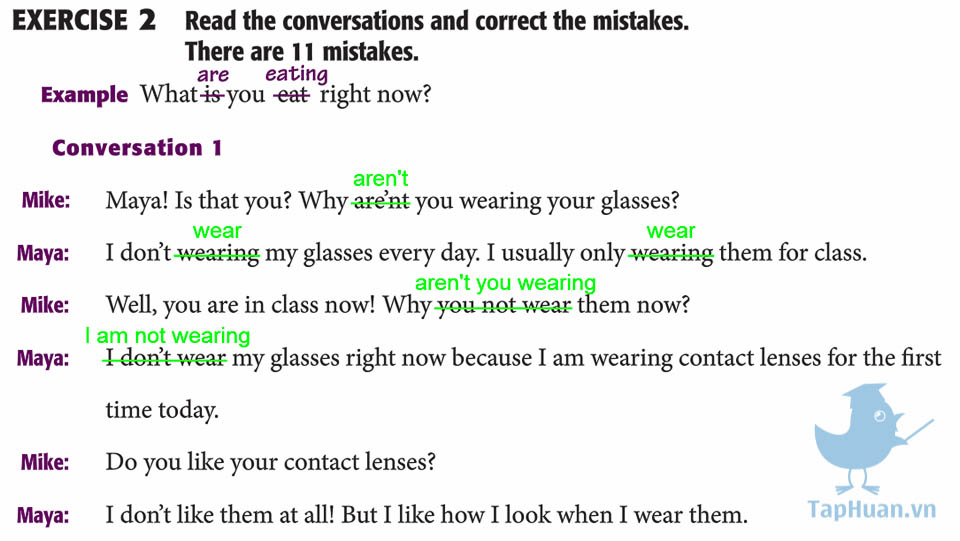 EXERCISE 2 Read the conversations and correct the mistakes.
There are 11 mistakes.
are eating
Example What is you eat right now?
Conversation 1
aren't
Mike: Maya! Is that you? Why are'nt you wearing your glasses?
wear wear
Maya: I don't wearing my glasses every day. I usually only wearing them for class.
aren't you wearing
Mike: Well, you are in class now! Why you not wear them now?
I am not wearing
Maya: I don't wear my glasses right now because I am wearing contact lenses for the first
time today.
Mike: Do you like your contact lenses?
Maya: I don't like them at all! But I like how I look when I wear them.
TapHuan.vn